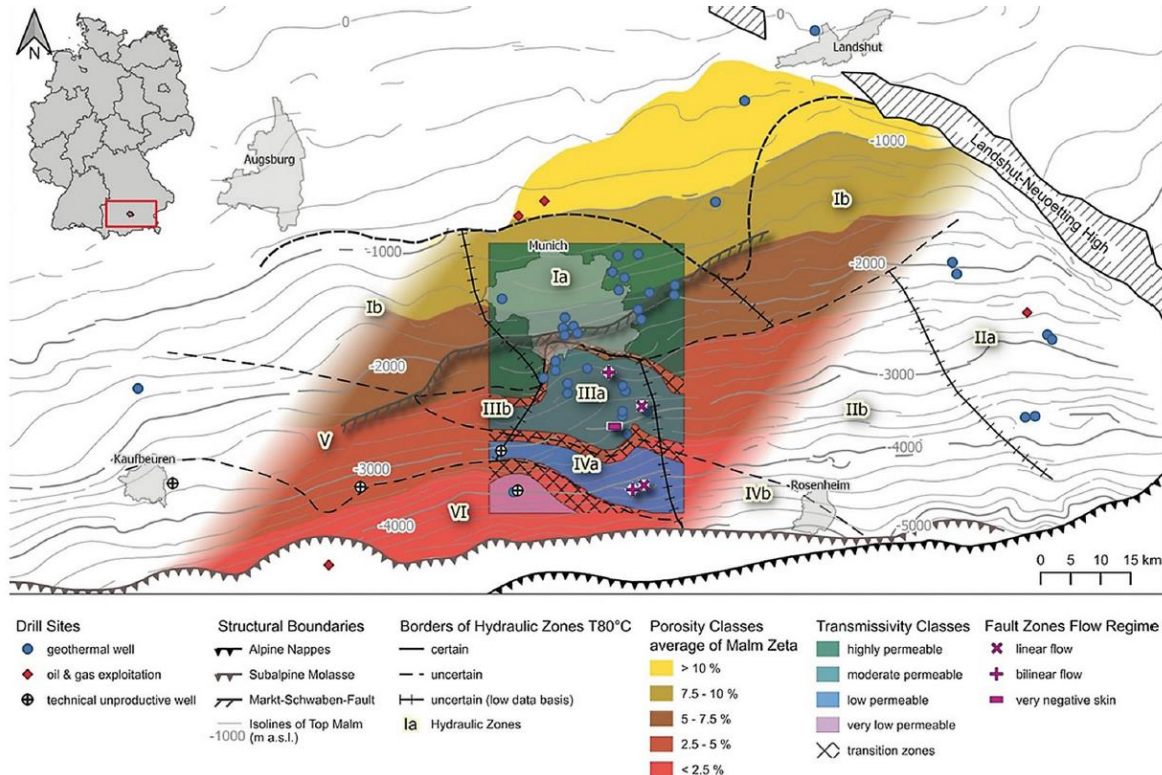 N
0
0
Landshut
Augsburg
-1000
Landshut-Neuoetting High
Ib
Munich
-1000
Ia
-2000
Ib
IIa
-2000
-3000
IIIa
IIIb
IIb
V
-4000
Kaufbeüren
IVa
-3000
IVb
Rosenheim
VI
-4000
-5000
0 5 10 15 km
Drill Sites
geothermal well
oil & gas exploitation
technical unproductive well
Structural Boundaries
Alpine Nappes
Subalpine Molasse
Markt-Schwaben-Fault
-1000 Isolines of Top Malm
(m a.s.l.)
Borders of Hydraulic Zones T80°C
certain
uncertain
uncertain (low data basis)
Ia Hydraulic Zones
Porosity Classes
average of Malm Zeta
> 10 %
7.5 - 10 %
5 - 7.5 %
2.5 - 5 %
< 2.5 %
Transmissivity Classes
highly permeable
moderate permeable
low permeable
very low permeable
transition zones
Fault Zones Flow Regime
linear flow
bilinear flow
very negative skin